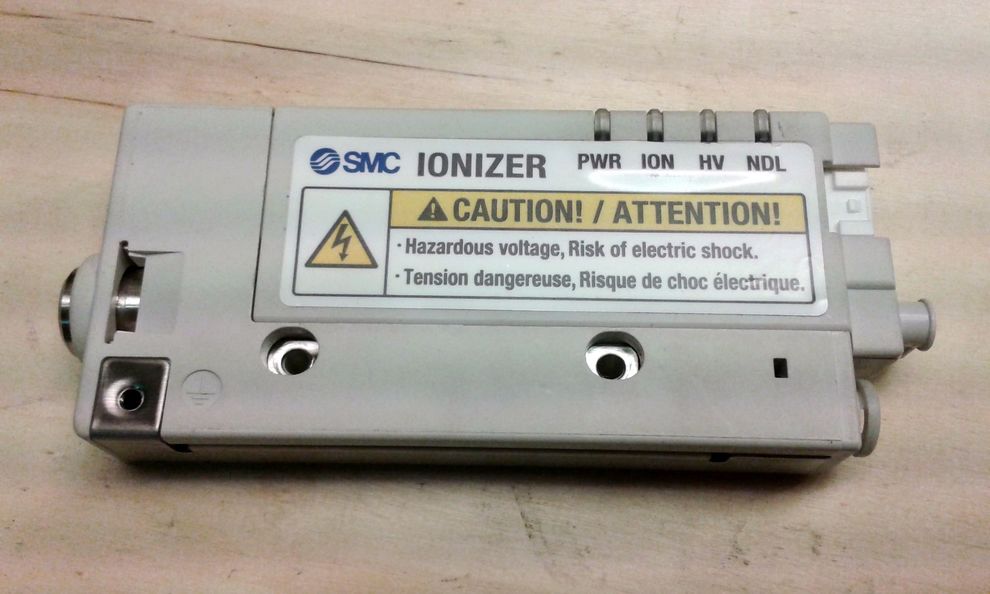 SMC IONIZER PWR ION HV NDL
CAUTION! / ATTENTION!
· Hazardous voltage, Risk of electric shock.
· Tension dangereuse, Risque de choc électrique.